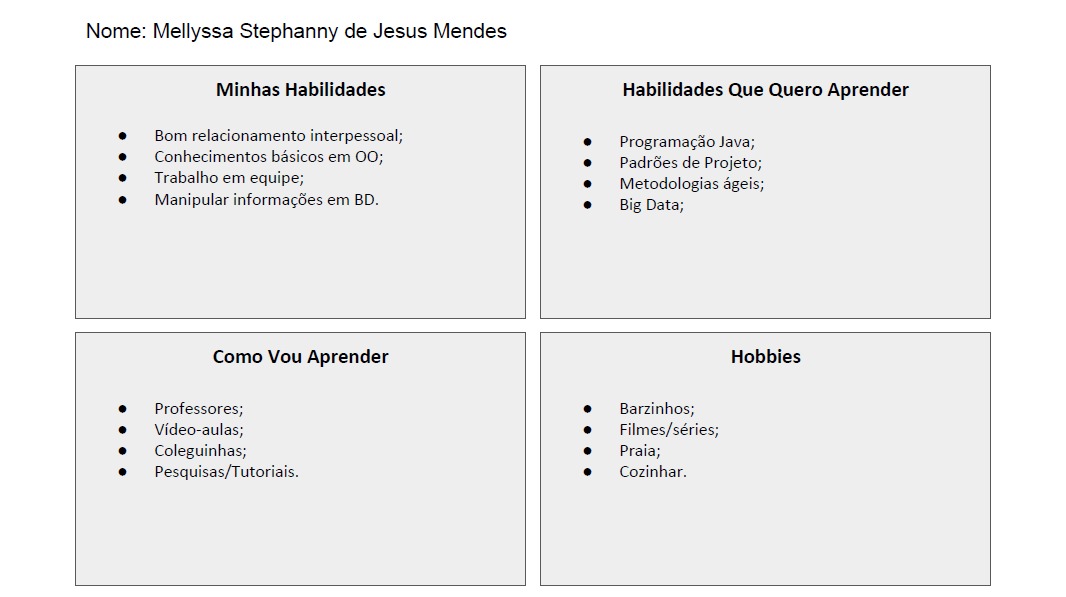 Nome: Mellyssa Stephanny de Jesus Mendes
Minhas Habilidades
● Bom relacionamento interpessoal;
● Conhecimentos básicos em OO;
● Trabalho em equipe;
● Manipular informações em BD.
Habilidades Que Quero Aprender
● Programação Java;
● Padrões de Projeto;
● Metodologias ágeis;
● Big Data;
Como Vou Aprender
● Professores;
● Vídeo-aulas;
● Coleguinhas;
● Pesquisas/Tutoriais.
Hobbies
● Barzinhos;
● Filmes/séries;
● Praia;
● Cozinhar.